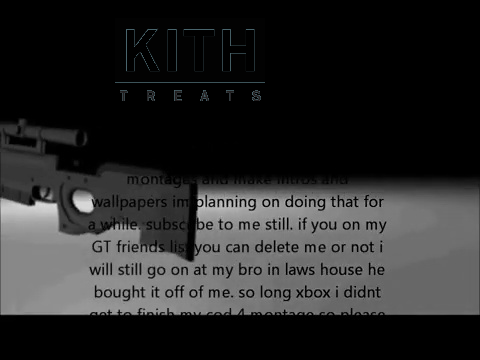 KITH
TREATS
montages and make intros and
wallpapers im planning on doing that for
a while. subscribe to me still. if you on my
GT friends list you can delete me or not i
will still go on at my bro in laws house he
bought it off of me. so long xbox i didnt
get to finish my cod 4 montage so please